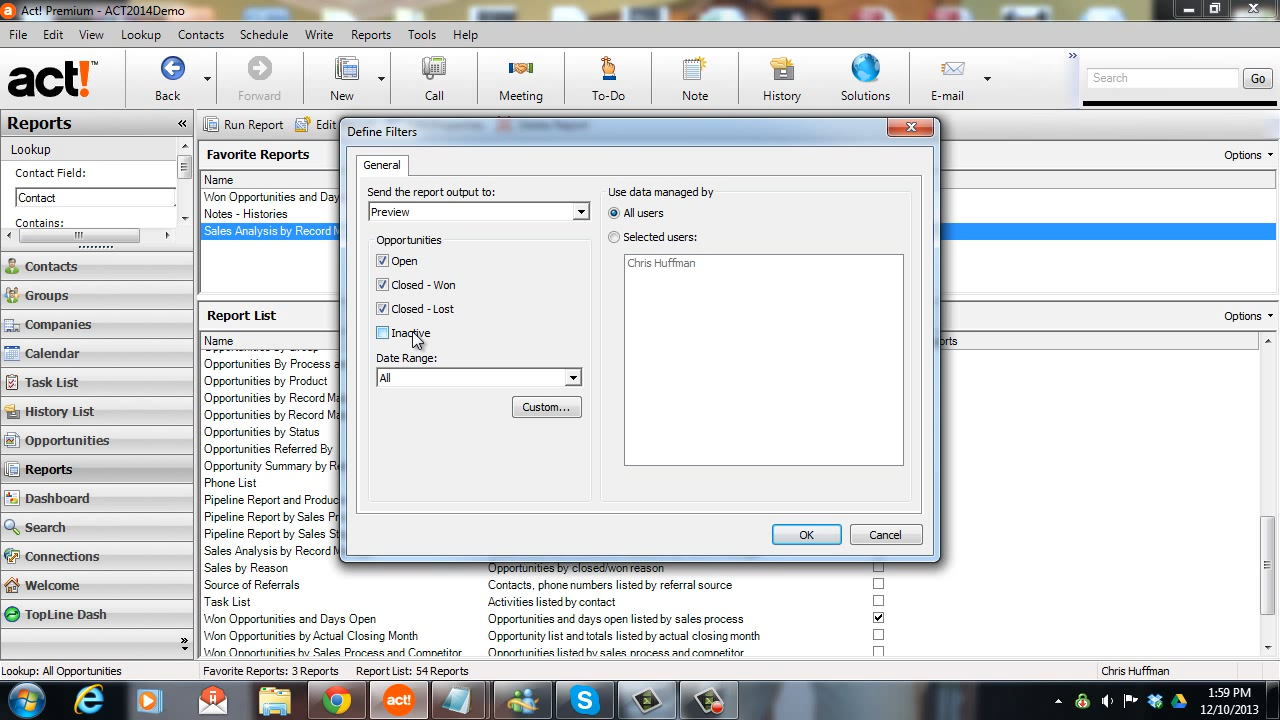 Act! Premium - ACT2014Demo
File Edit View Lookup Contacts Schedule Write Reports Tools Help
act!
Back Forward New Call Meeting To-Do Note History Solutions E-mail
Search Go
Reports
Lookup
Contact Field:
Contact
Contains:
Contacts
Groups
Companies
Calendar
Task List
History List
Opportunities
Reports
Dashboard
Search
Connections
Welcome
TopLine Dash
Run Report Edit
Favorite Reports Options
Name
Won Opportunities and Day
Notes - Histories
Sales Analysis by Record M
Define Filters
General
Send the report output to:
Preview
Opportunities
Open
Closed - Won
Closed - Lost
Inactive
Date Range:
All
Custom...
Use data managed by
All users
Selected users:
Chris Huffman
OK Cancel
Report List Options
Name orts
Opportunities By Process a
Opportunities by Product
Opportunities by Record Ma
Opportunities by Status
Opportunities Referred By
Opportunity Summary by Re
Phone List
Pipeline Report and Produc
Pipeline Report by Sales Pr
Pipeline Report by Sales St
Sales Analysis by Record M
Sales by Reason Opportunities by closed/won reason
Source of Referrals Contacts, phone numbers listed by referral source
Task List Activities listed by contact
Won Opportunities and Days Open Opportunities and days open listed by sales process
Won Opportunities by Actual Closing Month Opportunity list and totals listed by actual closing month
Won Opportunities by Sales Process and Competitor Opportunities listed by sales process and competitor
Lookup: All Opportunities Favorite Reports: 3 Reports Report List: 54 Reports Chris Huffman
act!
1:59 PM
12/10/2013